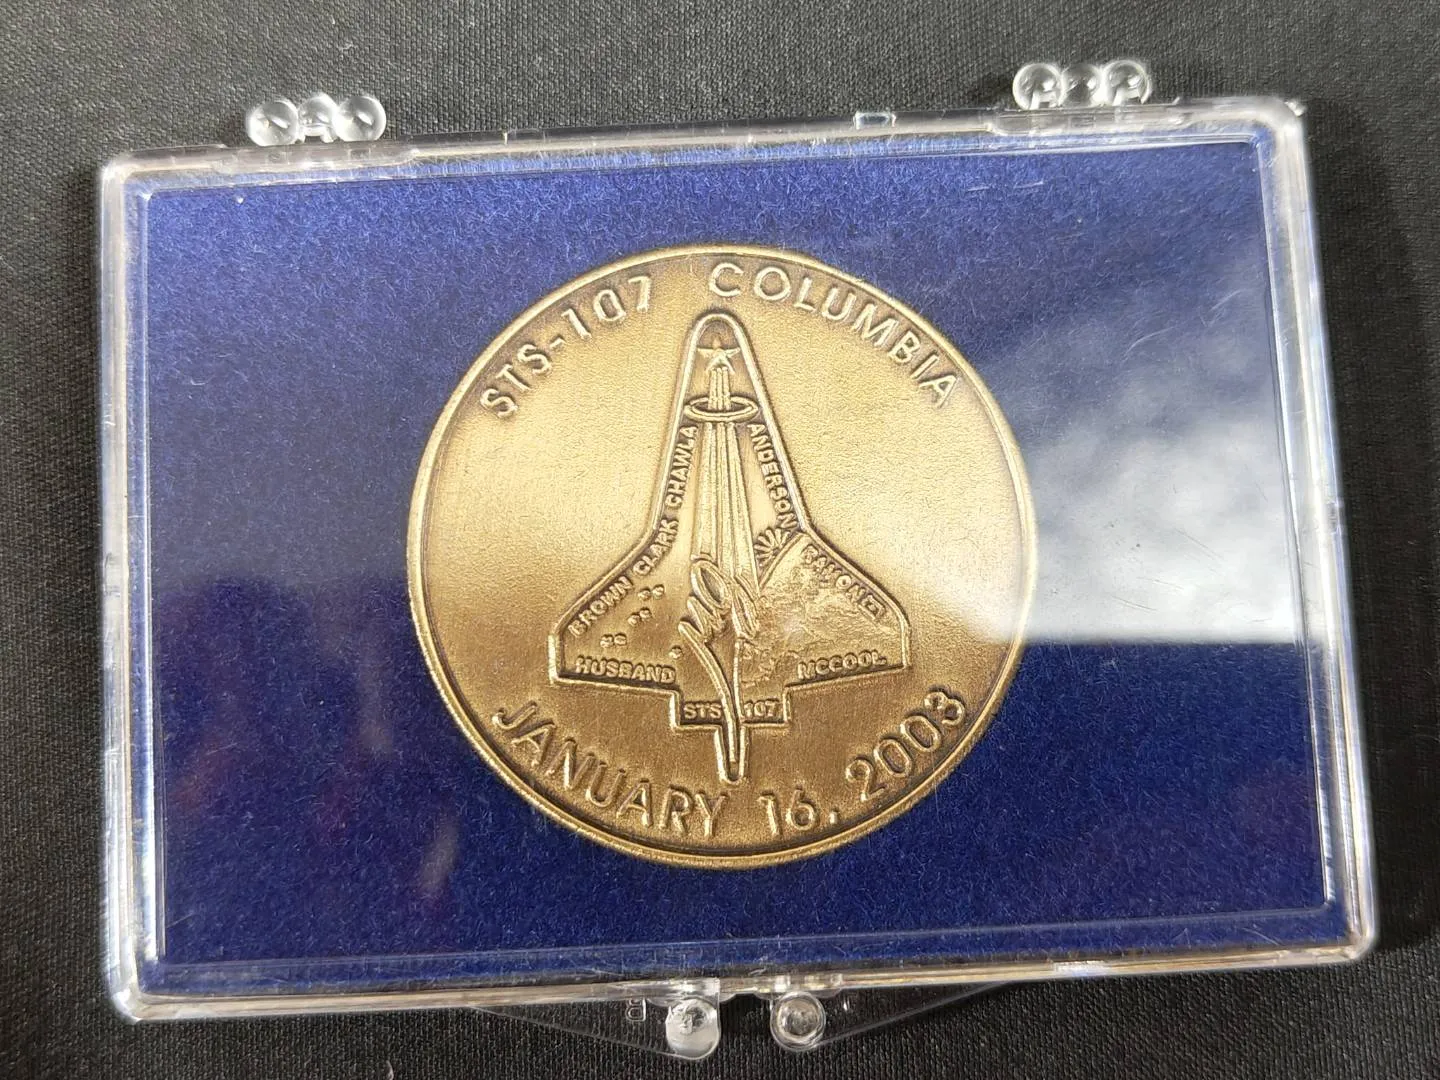 STS-107 COLUMBIA
CHAWLA
ANDERSON
CLARK
BROWN
RAMON
HUSBAND
MCCOOL
STS 107
JANUARY 16, 2003